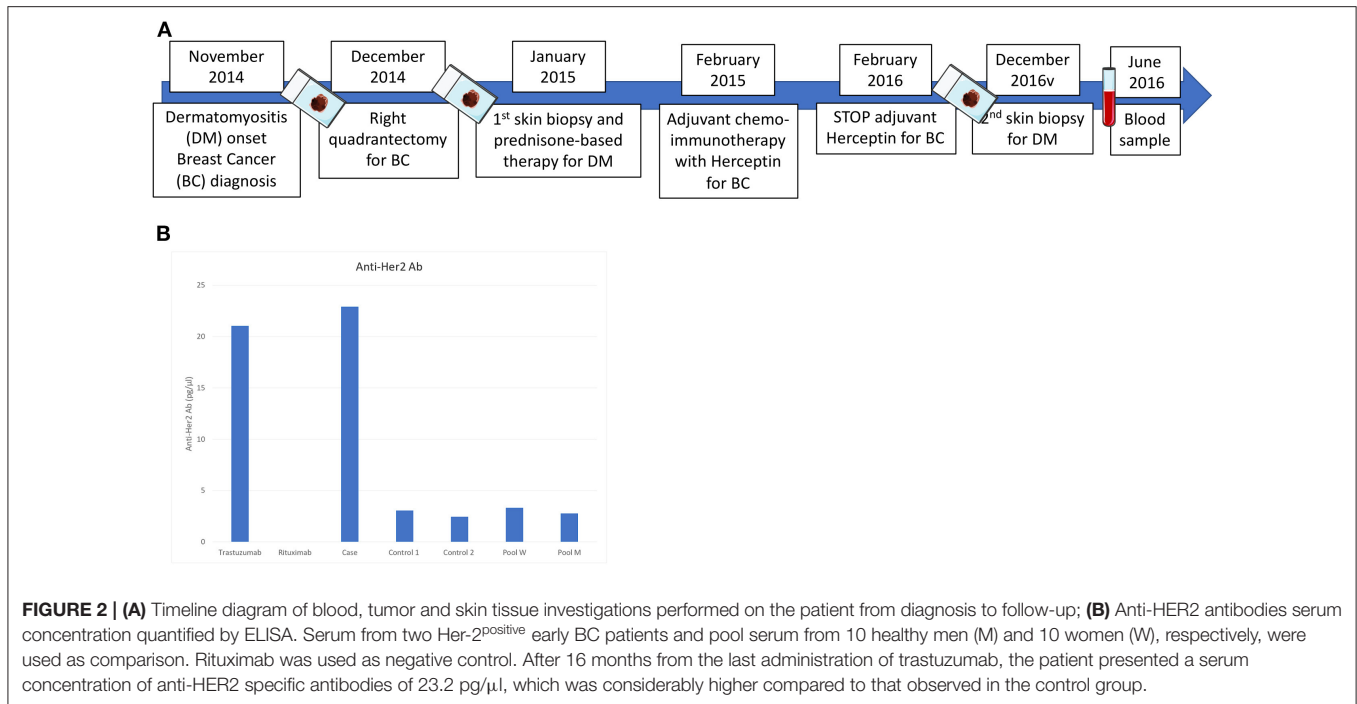 A
November
2014
December
2014
January
2015
February
2015
February
2016
December
2016v
June
2016
Dermatomyositis
(DM) onset
Breast Cancer
(BC) diagnosis
Right
quadrantectomy
for BC
1st skin biopsy and
prednisone-based
therapy for DM
Adjuvant chemo-
immunotherapy
with Herceptin
for BC
STOP adjuvant
Herceptin for BC
2nd skin biopsy
for DM
Blood
sample
B
Anti-Her2 Ab
Anti-Her2 Ab (pg/µl)
25
20
15
10
5
0
Trastuzumab Rituximab Case Control 1 Control 2 Pool W Pool M
FIGURE 2 | (A) Timeline diagram of blood, tumor and skin tissue investigations performed on the patient from diagnosis to follow-up; (B) Anti-HER2 antibodies serum
concentration quantified by ELISA. Serum from two Her-2positive early BC patients and pool serum from 10 healthy men (M) and 10 women (W), respectively, were
used as comparison. Rituximab was used as negative control. After 16 months from the last administration of trastuzumab, the patient presented a serum
concentration of anti-HER2 specific antibodies of 23.2 pg/µl, which was considerably higher compared to that observed in the control group.